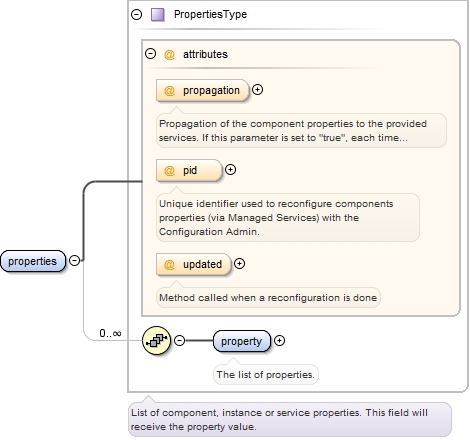 PropertiesType
@ attributes
@ propagation
Propagation of the component properties to the provided
services. If this parameter is set to "true", each time...
@ pid
Unique identifier used to reconfigure components
properties (via Managed Services) with the
Configuration Admin.
@ updated
Method called when a reconfiguration is done
properties
0..∞
property
The list of properties.
List of component, instance or service properties. This field will
receive the property value.